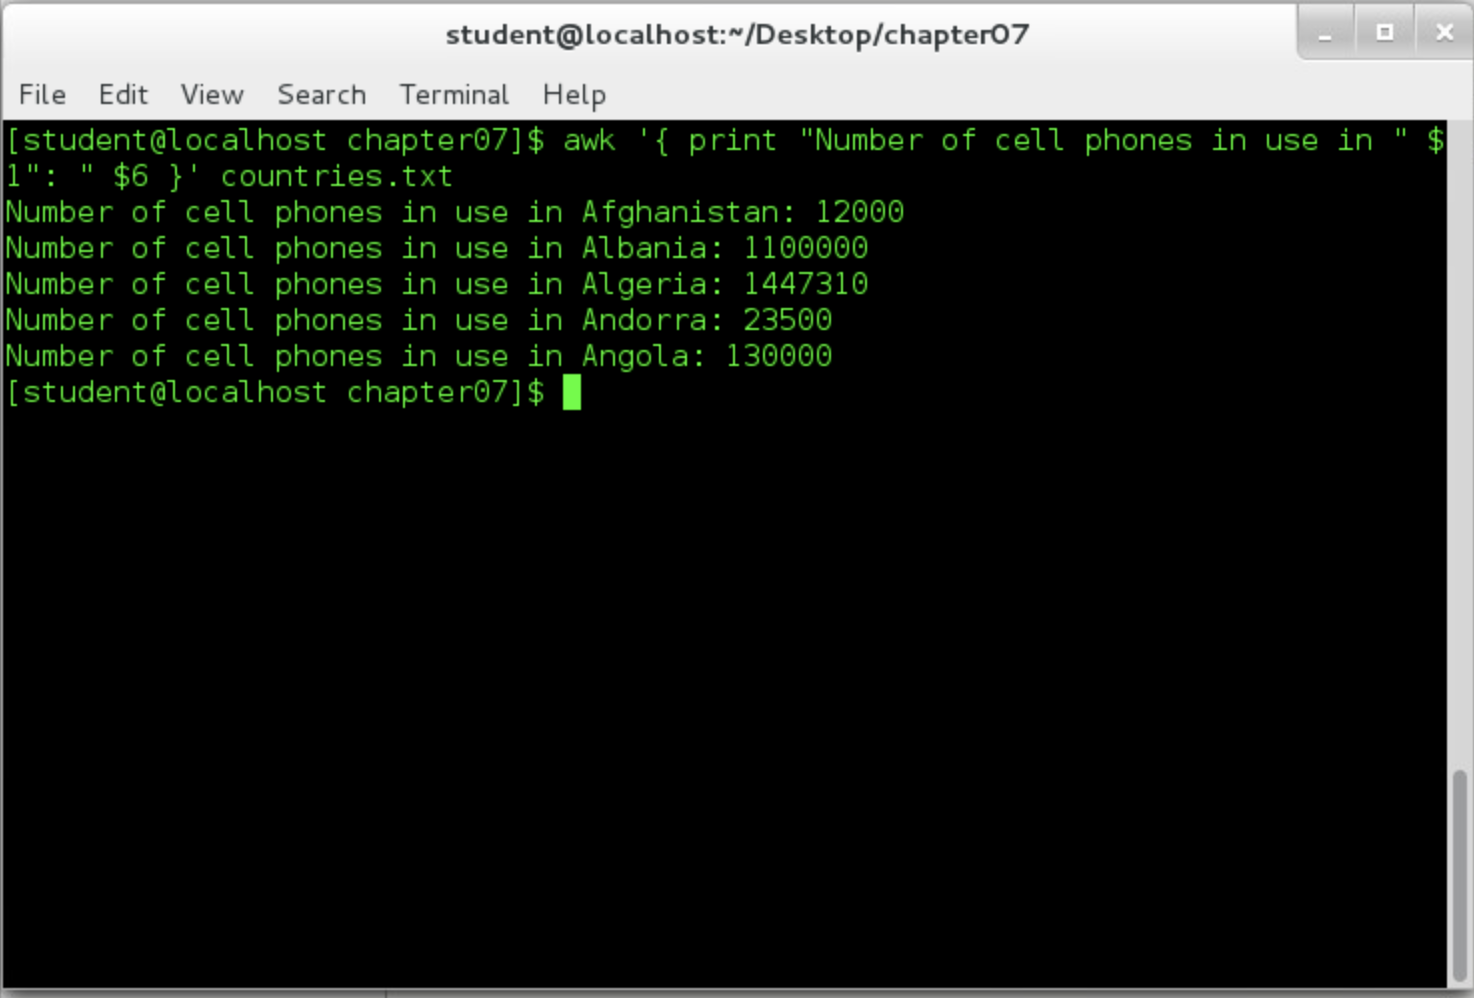 student@localhost:~/Desktop/chapter07
File Edit View Search Terminal Help
[student@localhost chapter07]$ awk '{ print "Number of cell phones in use in " $
1": " $6 }' countries.txt
Number of cell phones in use in Afghanistan: 12000
Number of cell phones in use in Albania: 1100000
Number of cell phones in use in Algeria: 1447310
Number of cell phones in use in Andorra: 23500
Number of cell phones in use in Angola: 130000
[student@localhost chapter07]$